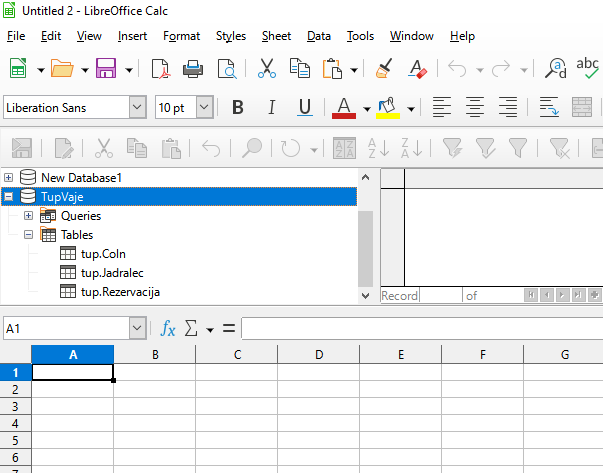 Untitled 2 - LibreOffice Calc
File Edit View Insert Format Styles Sheet Data Tools Window Help
abc
Liberation Sans 10 pt B I U A
New Database1
TupVaje
Queries
Tables
tup.Coln
tup.Jadralec
tup.Rezervacija
Record of
A1 fx Σ =
A B C D E F G
1
2
3
4
5
6
7